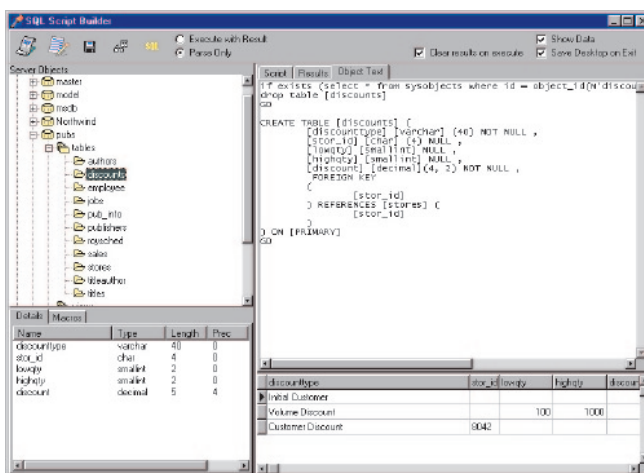 SQL Script Builder
Execute with Result
Parse Only
Clear results on execute
Show Data
Save Desktop on Exit
Server Objects
master
model
msdb
Northwind
pubs
tables
authors
discounts
employee
jobs
pub_info
publishers
roysched
sales
stores
titleauthor
titles
Script Results Object Text
if exists (select * from sysobjects where id = object_id(N'discou
drop table [discounts]
GO
CREATE TABLE [discounts] (
[discounttype] [varchar] (40) NOT NULL ,
[stor_id] [char] (4) NULL ,
[lowqty] [smallint] NULL ,
[highqty] [smallint] NULL ,
[discount] [decimal](4, 2) NOT NULL ,
FOREIGN KEY
(
[stor_id]
) REFERENCES [stores] (
[stor_id]
)
) ON [PRIMARY]
GO
Details Macros
Name Type Length Prec
discounttype varchar 40 0
stor_id char 4 0
lowqty smallint 2 0
highqty smallint 2 0
discount decimal 5 4
discounttype stor_id lowqty highqty discoun
Initial Customer
Volume Discount 100 1000
Customer Discount 8042